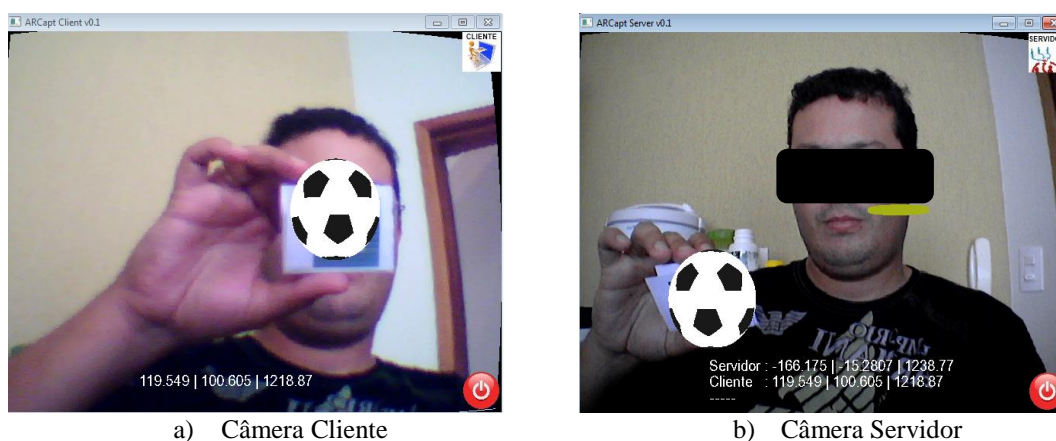 ARCapt Client v0.1
CLIENTE
119.549 | 100.605 | 1218.87
a) Câmera Cliente
ARCapt Server v0.1
SERVIDO
Servidor : -166.175 | -15.2807 | 1238.77
Cliente : 119.549 | 100.605 | 1218.87
-----
b) Câmera Servidor